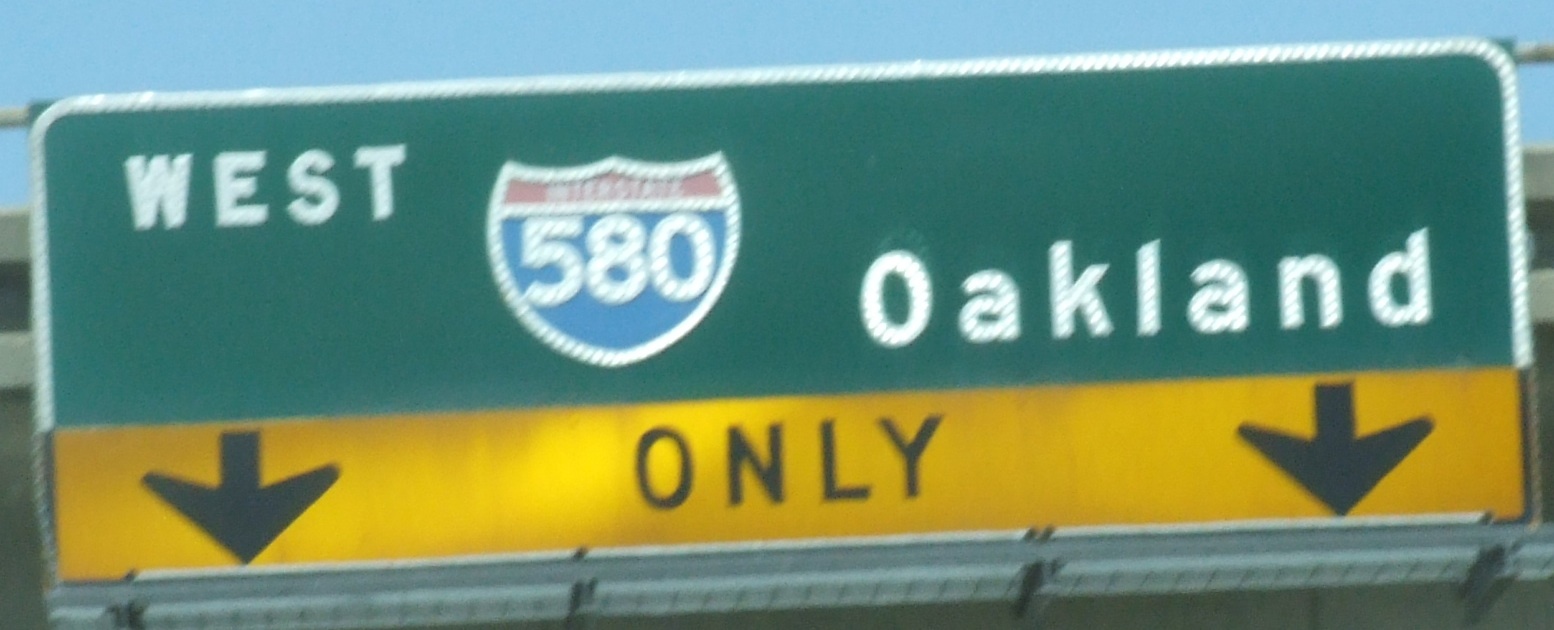 WEST
INTERSTATE
580
Oakland
ONLY